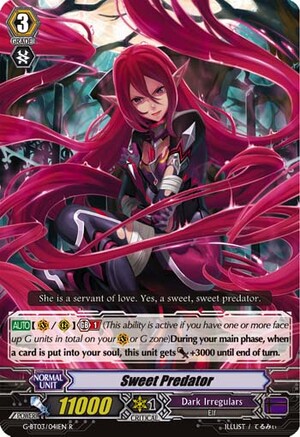 3
GRADE
She is a servant of love. Yes, a sweet, sweet predator.
AUTO [ / ] 1 (This ability is active if you have one or more face
up G units in total on your / or G zone) During your main phase, when
a card is put into your soul, this unit gets +3000 until end of turn.
NORMAL UNIT
Sweet Predator
POWER
11000
1
CRITICAL
Dark Irregulars
Elf
G-BT03/041EN R
ILLUST